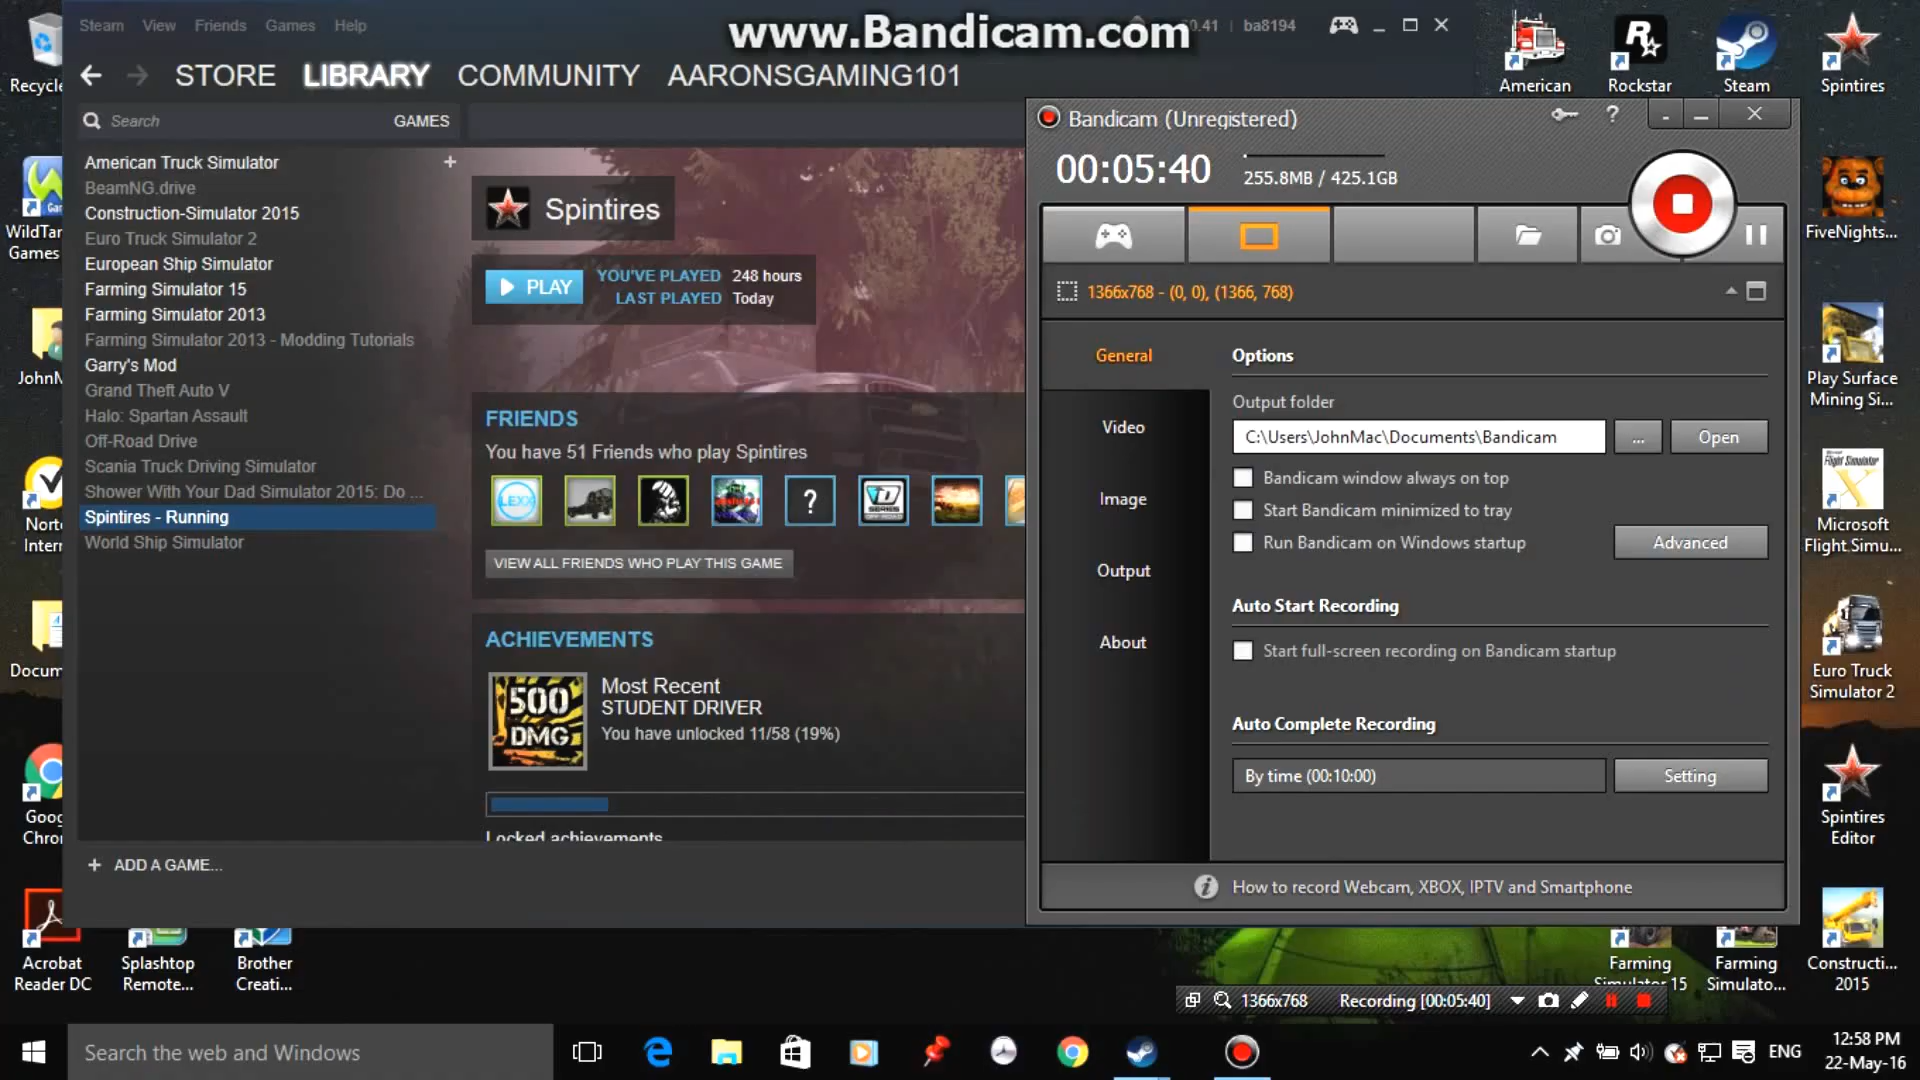 www.Bandicam.com
Steam View Friends Games Help
ba8194
STORE LIBRARY COMMUNITY AARONSGAMING101
Search GAMES
American Truck Simulator
BeamNG.drive
Construction-Simulator 2015
Euro Truck Simulator 2
European Ship Simulator
Farming Simulator 15
Farming Simulator 2013
Farming Simulator 2013 - Modding Tutorials
Garry's Mod
Grand Theft Auto V
Halo: Spartan Assault
Off-Road Drive
Scania Truck Driving Simulator
Shower With Your Dad Simulator 2015: Do ...
Spintires - Running
World Ship Simulator
+ ADD A GAME...
Spintires
PLAY
YOU'VE PLAYED 248 hours
LAST PLAYED Today
FRIENDS
You have 51 Friends who play Spintires
LEXX
?
SERIES
VIEW ALL FRIENDS WHO PLAY THIS GAME
ACHIEVEMENTS
500
DMG
Most Recent
STUDENT DRIVER
You have unlocked 11/58 (19%)
Locked achievements
Bandicam (Unregistered)
?
00:05:40
255.8MB / 425.1GB
1366x768 - (0, 0), (1366, 768)
General
Video
Image
Output
About
Options
Output folder
C:\Users\JohnMac\Documents\Bandicam
...
Open
Bandicam window always on top
Start Bandicam minimized to tray
Run Bandicam on Windows startup
Advanced
Auto Start Recording
Start full-screen recording on Bandicam startup
Auto Complete Recording
By time (00:10:00)
Setting
How to record Webcam, XBOX, IPTV and Smartphone
1366x768 Recording [00:05:40]
Recycle
WildTan
Games
JohnM
Norto
Intern
Docum
Goog
Chron
Acrobat
Reader DC
Splashtop
Remote...
Brother
Creati...
American
Rockstar
Steam
Spintires
FiveNights...
Play Surface
Mining Si...
Microsoft
Flight Simu...
Euro Truck
Simulator 2
Spintires
Editor
Farming
Simulator 15
Farming
Simulato...
Constructi...
2015
Search the web and Windows
ENG
12:58 PM
22-May-16